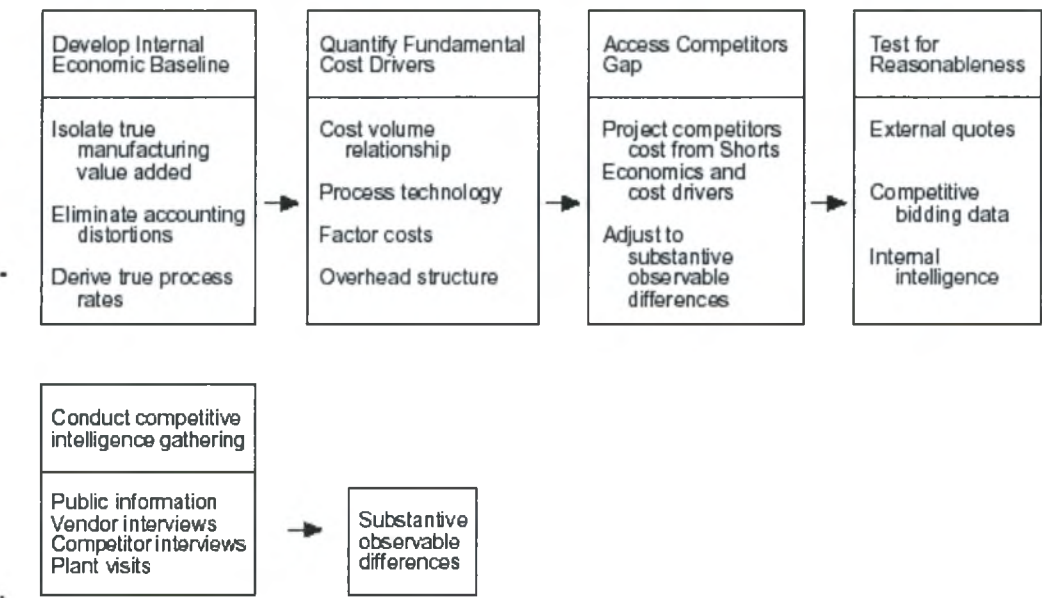 Develop Internal
Economic Baseline
Isolate true
manufacturing
value added
Eliminate accounting
distortions
Derive true process
rates
Quantify Fundamental
Cost Drivers
Cost volume
relationship
Process technology
Factor costs
Overhead structure
Access Competitors
Gap
Project competitors
cost from Shorts
Economics and
cost drivers
Adjust to
substantive
observable
differences
Test for
Reasonableness
External quotes
Competitive
bidding data
Internal
intelligence
Conduct competitive
intelligence gathering
Public information
Vendor interviews
Competitor interviews
Plant visits
Substantive
observable
differences